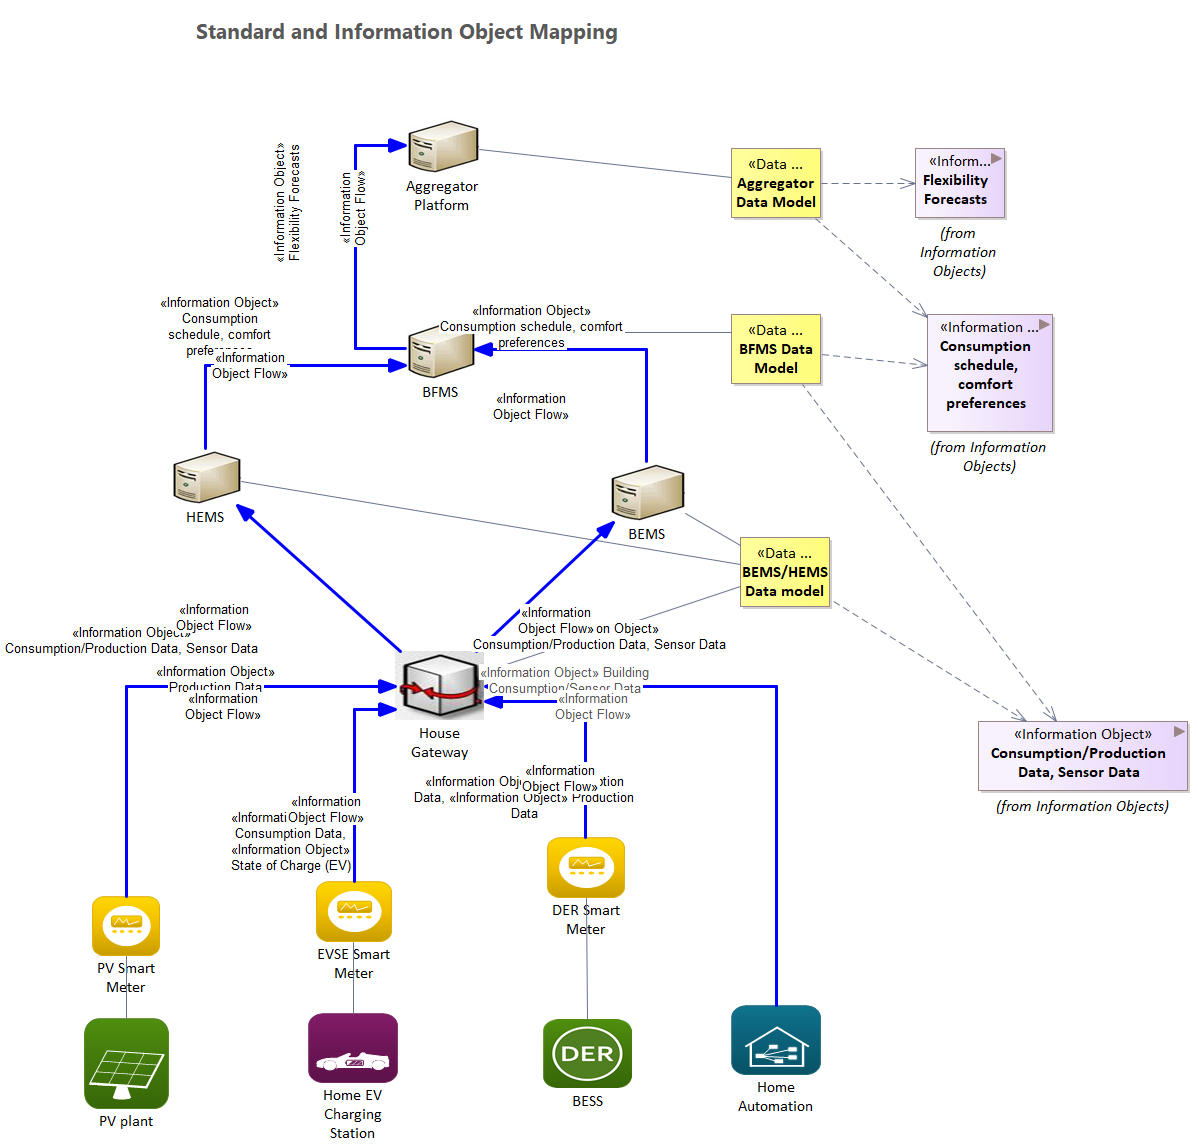 Standard and Information Object Mapping
«Information Object»
Flexibility Forecasts
«Information
Object Flow»
Aggregator
Platform
«Data ...
Aggregator
Data Model
«Inform...
Flexibility
Forecasts
(from
Information
Objects)
«Information Object»
Consumption
schedule, comfort
«Information
Object Flow»
«Information Object»
Consumption schedule, comfort
preferences
BFMS
«Information
Object Flow»
«Data ...
BFMS Data
Model
«Information ...
Consumption
schedule,
comfort
preferences
(from Information
Objects)
HEMS
BEMS
«Data ...
BEMS/HEMS
Data model
«Information
Object Flow»
«Information
Consumption/Production Data, Sensor Data
«Information
Object Flow» on Object»
Consumption/Production Data, Sensor Data
«Information Object»
Production Data
«Information
Object Flow»
«Information Object» Building
Consumption/Sensor Data
«Information
Object Flow»
House
Gateway
«Information Object»
Consumption/Production
Data, Sensor Data
(from Information Objects)
«Information
Object Flow»
«Information
Data, «Information Object» Production
Data
«Information
Object Flow»
Consumption Data,
«Information Object»
State of Charge (EV)
PV Smart
Meter
EVSE Smart
Meter
DER Smart
Meter
PV plant
Home EV
Charging
Station
DER
BESS
Home
Automation